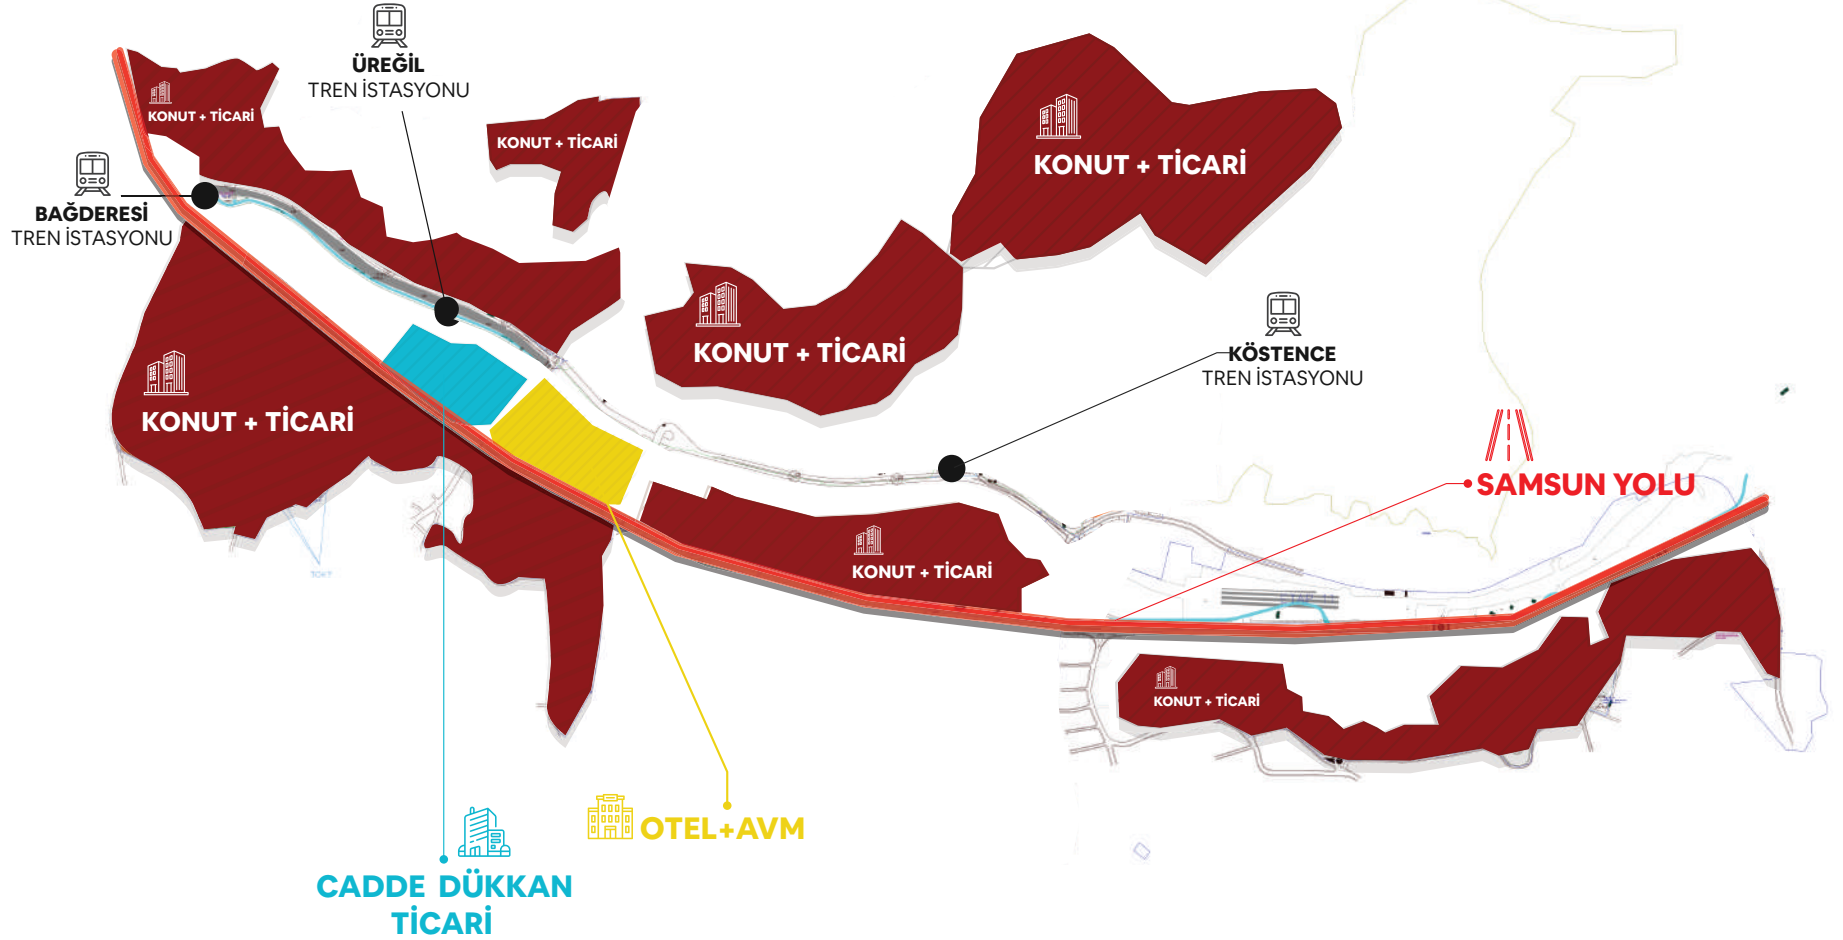 ÜREĞİL
TREN İSTASYONU
KONUT + TİCARİ
KONUT + TİCARİ
KONUT + TİCARİ
BAĞDERESİ
TREN İSTASYONU
KONUT + TİCARİ
KÖSTENCE
TREN İSTASYONU
KONUT + TİCARİ
SAMSUN YOLU
KONUT + TİCARİ
KONUT + TİCARİ
OTEL+AVM
CADDE DÜKKAN
TİCARİ